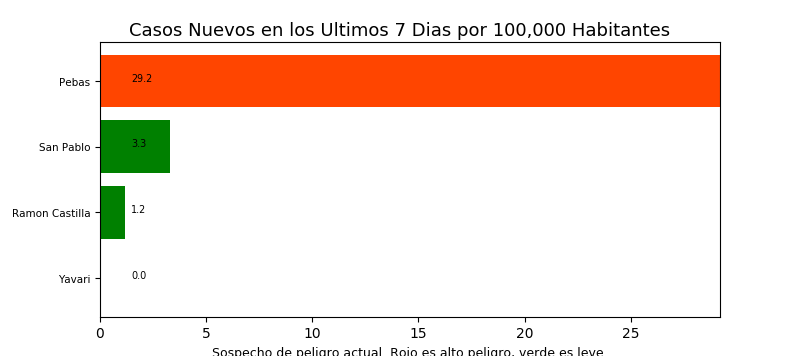 Casos Nuevos en los Ultimos 7 Dias por 100,000 Habitantes
Pebas 29.2
San Pablo 3.3
Ramon Castilla 1.2
Yavari 0.0
0 5 10 15 20 25
Sospecho de peligro actual. Rojo es alto peligro, verde es leve